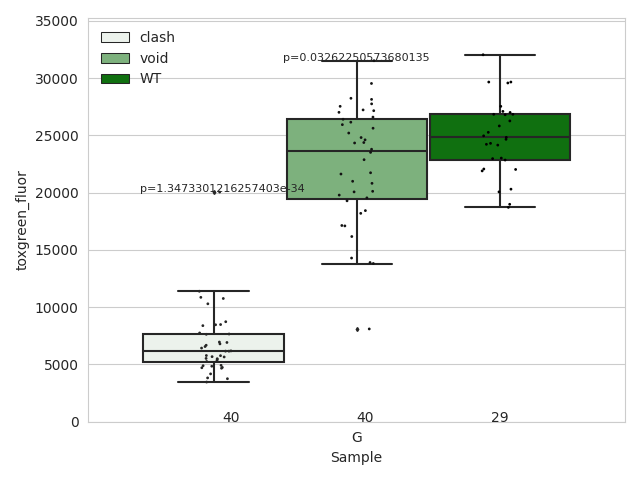 35000
30000
25000
20000
15000
10000
5000
0
toxgreen_fluor
clash
void
WT
p=0.03262250573680135
p=1.3473301216257403e-34
40
40
29
G
Sample